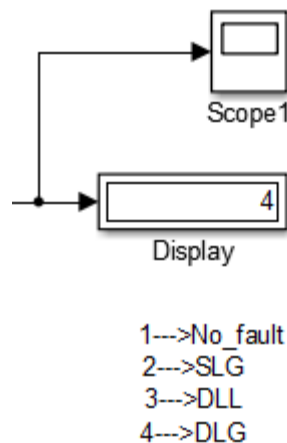 Scope1
4
Display
1--->No_fault
2--->SLG
3--->DLL
4--->DLG